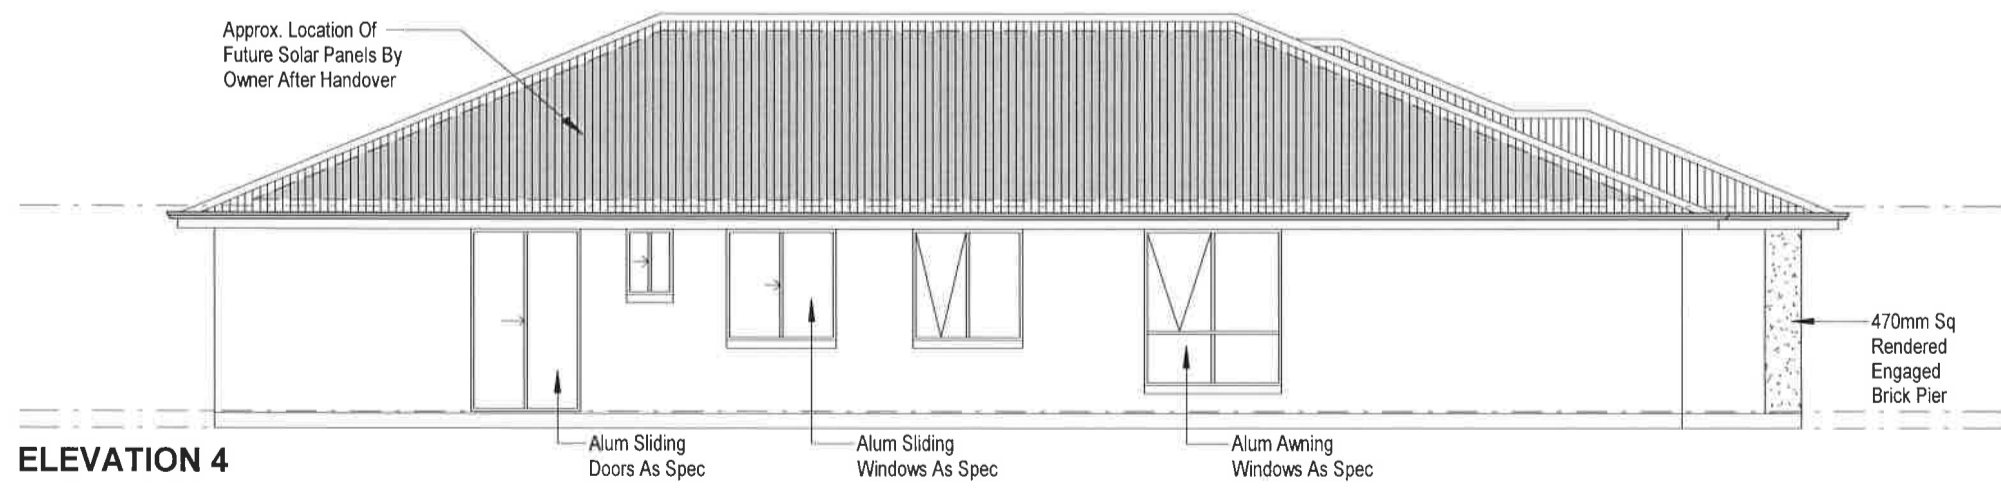 Approx. Location Of
Future Solar Panels By
Owner After Handover
470mm Sq
Rendered
Engaged
Brick Pier
Alum Sliding
Doors As Spec
Alum Sliding
Windows As Spec
Alum Awning
Windows As Spec
ELEVATION 4